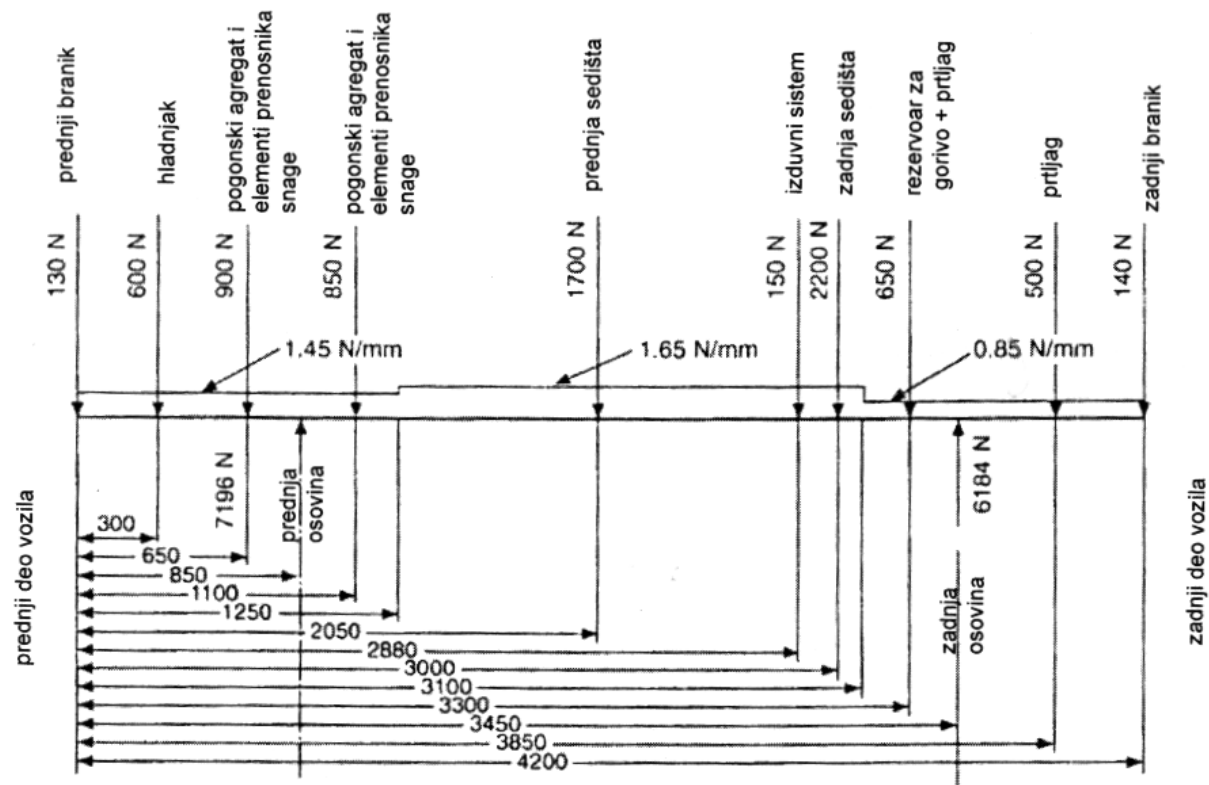 prednji branik
hladnjak
pogonski agregat i
elementi prenosnika
snage
pogonski agregat i
elementi prenosnika
snage
prednja sedišta
izduvni sistem
zadnja sedišta
rezervoar za
gorivo + prtljag
prtljag
zadnji branik
130 N
600 N
900 N
850 N
1700 N
150 N
2200 N
650 N
500 N
140 N
1.45 N/mm
1.65 N/mm
0.85 N/mm
prednji deo vozila
7196 N
prednja
osovina
6184 N
zadnja
osovina
zadnji deo vozila
300
650
850
1100
1250
2050
2880
3000
3100
3300
3450
3850
4200